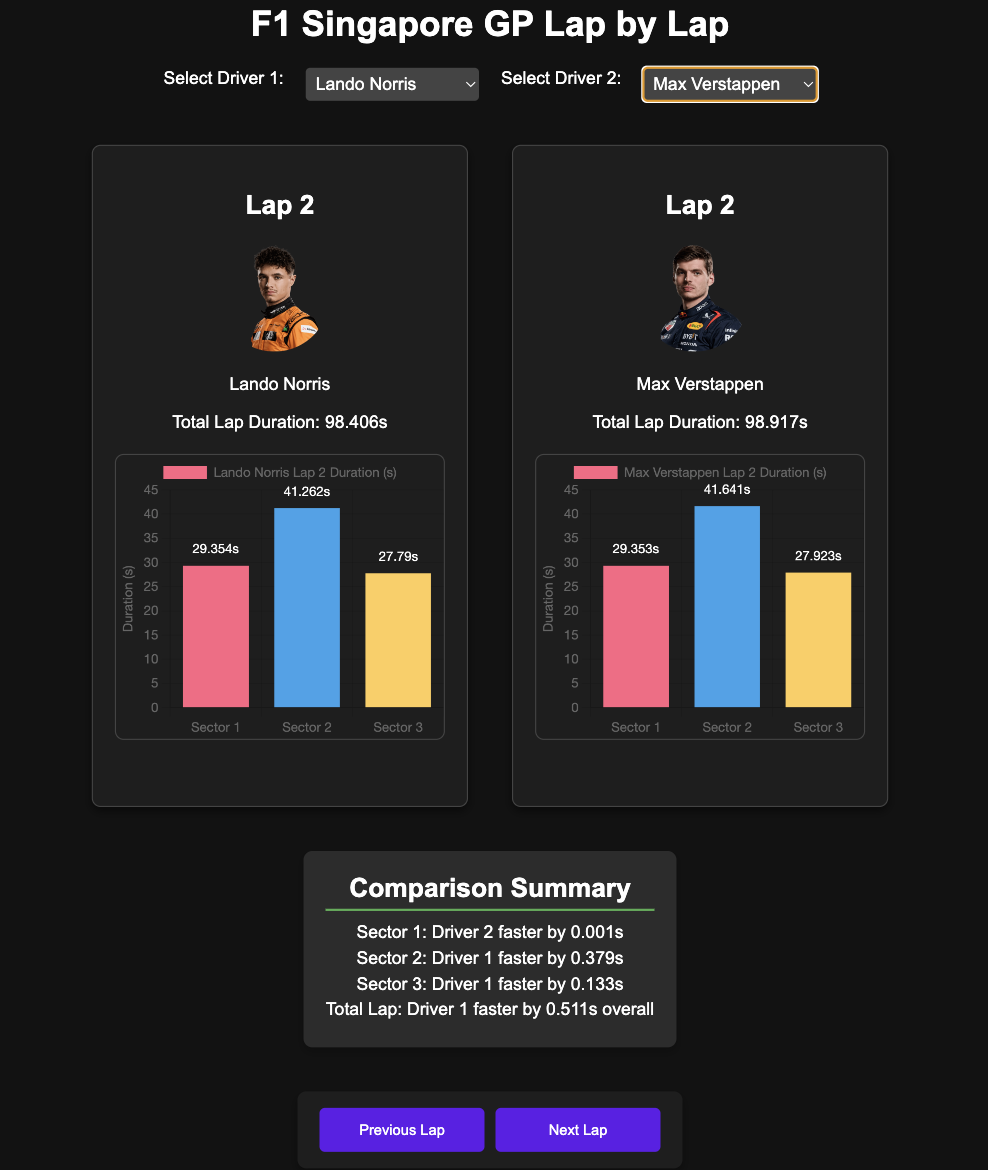 F1 Singapore GP Lap by Lap
Select Driver 1: Lando Norris Select Driver 2: Max Verstappen
Lap 2
Lando Norris
Total Lap Duration: 98.406s
Lando Norris Lap 2 Duration (s)
45
40
35
30
25
20
15
10
5
0
Duration (s)
29.354s
41.262s
27.79s
Sector 1 Sector 2 Sector 3
Lap 2
Max Verstappen
Total Lap Duration: 98.917s
Max Verstappen Lap 2 Duration (s)
45
40
35
30
25
20
15
10
5
0
Duration (s)
29.353s
41.641s
27.923s
Sector 1 Sector 2 Sector 3
Comparison Summary
Sector 1: Driver 2 faster by 0.001s
Sector 2: Driver 1 faster by 0.379s
Sector 3: Driver 1 faster by 0.133s
Total Lap: Driver 1 faster by 0.511s overall
Previous Lap Next Lap